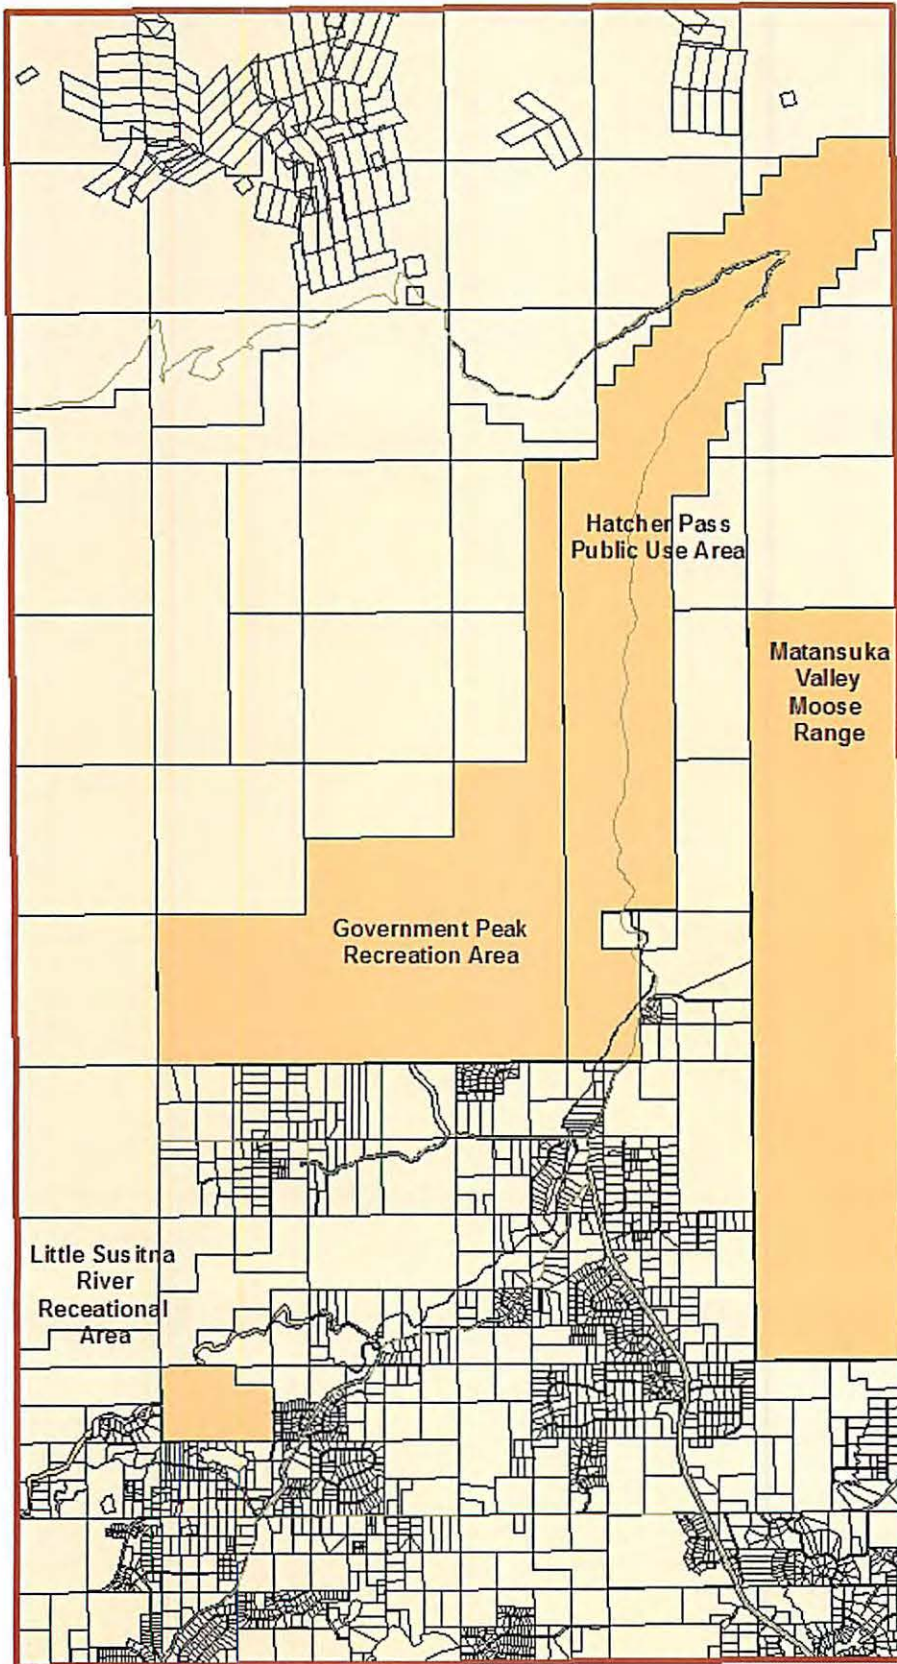 Hatcher Pass
Public Use Area
Matansuka
Valley
Moose
Range
Government Peak
Recreation Area
Little Susitna
River
Receational
Area